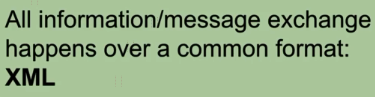 All information/message exchange
happens over a common format:
XML